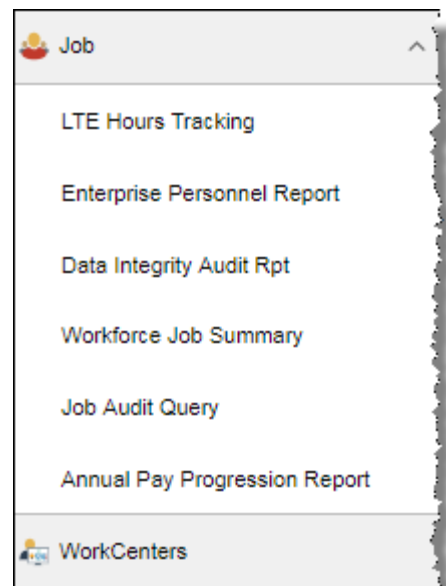 Job
LTE Hours Tracking
Enterprise Personnel Report
Data Integrity Audit Rpt
Workforce Job Summary
Job Audit Query
Annual Pay Progression Report
WorkCenters